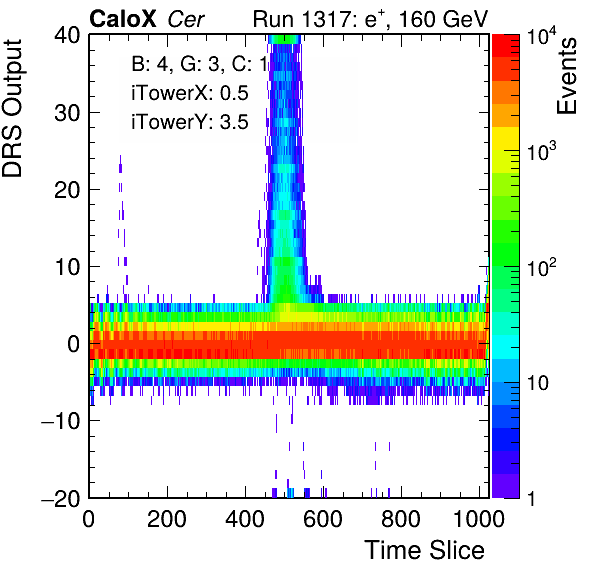 CaloX Cer Run 1317: e+, 160 GeV
B: 4, G: 3, C: 1
iTowerX: 0.5
iTowerY: 3.5
DRS Output
40
30
20
10
0
−10
−20
0 200 400 600 800 1000
Time Slice
Events
10^4
10^3
10^2
10
1